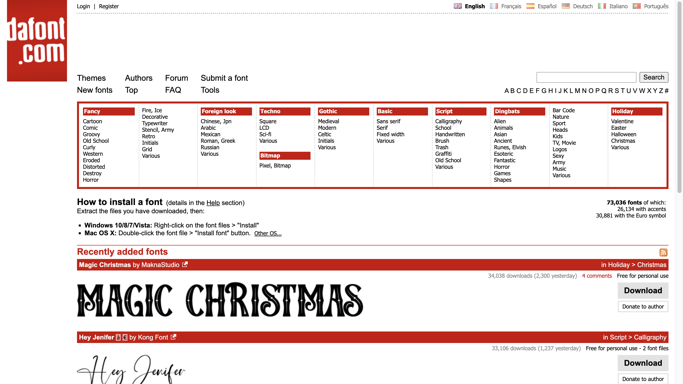 dafont
.com
Login | Register
English Français Español Deutsch Italiano Português
Themes Authors Forum Submit a font
New fonts Top FAQ Tools
Search
A B C D E F G H I J K L M N O P Q R S T U V W X Y Z #
Fancy
Cartoon
Comic
Groovy
Old School
Curly
Western
Eroded
Distorted
Destroy
Horror
Fire, Ice
Decorative
Typewriter
Stencil, Army
Retro
Initials
Grid
Various
Foreign look
Chinese, Jpn
Arabic
Mexican
Roman, Greek
Russian
Various
Techno
Square
LCD
Sci-fi
Various
Bitmap
Pixel, Bitmap
Gothic
Medieval
Modern
Celtic
Initials
Various
Basic
Sans serif
Serif
Fixed width
Various
Script
Calligraphy
School
Handwritten
Brush
Trash
Graffiti
Old School
Various
Dingbats
Alien
Animals
Asian
Ancient
Runes, Elvish
Esoteric
Fantastic
Horror
Games
Shapes
Bar Code
Nature
Sport
Heads
Kids
TV, Movie
Logos
Sexy
Army
Music
Various
Holiday
Valentine
Easter
Halloween
Christmas
Various
How to install a font (details in the Help section)
Extract the files you have downloaded, then:
Windows 10/8/7/Vista: Right-click on the font files > "Install"
Mac OS X: Double-click the font file > "Install font" button. Other OS...
73,036 fonts of which:
26,134 with accents
30,881 with the Euro symbol
Recently added fonts
Magic Christmas by MaknaStudio in Holiday > Christmas
34,038 downloads (2,300 yesterday) 4 comments Free for personal use
MAGIC CHRISTMAS
Download
Donate to author
Hey Jenifer by Kong Font in Script > Calligraphy
33,106 downloads (1,237 yesterday) Free for personal use - 2 font files
Hey Jenifer
Download
Donate to author